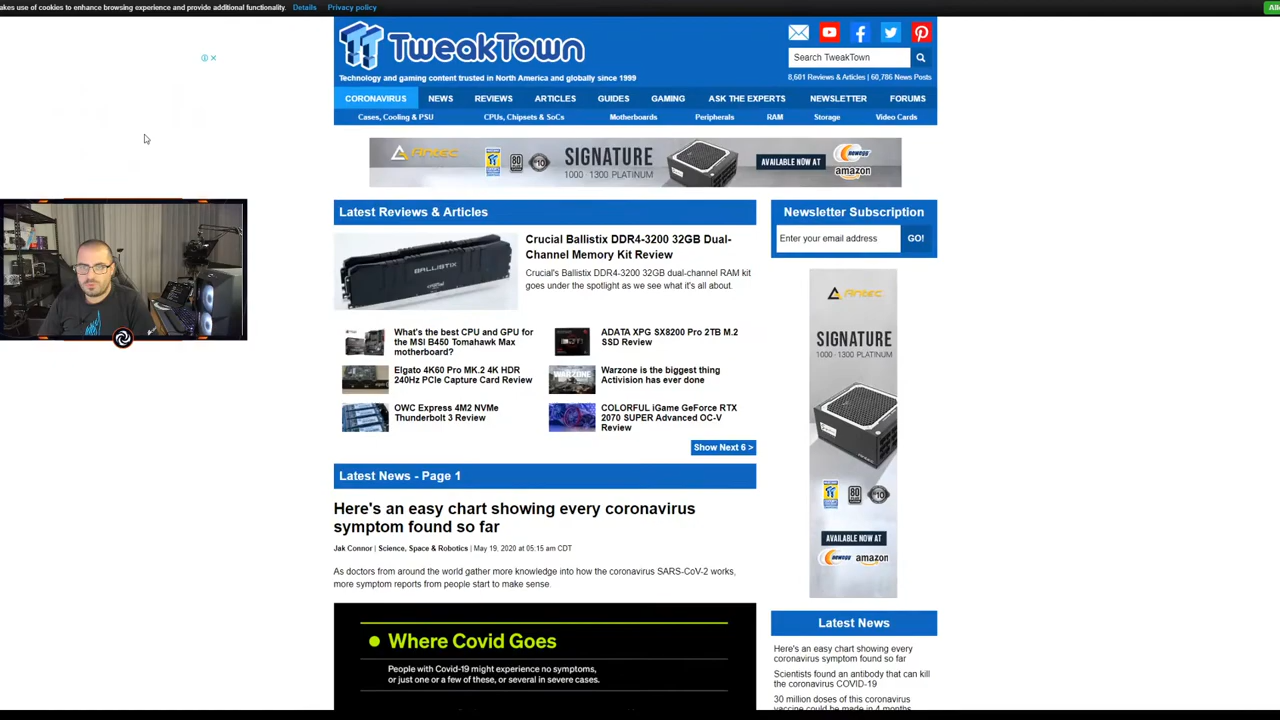 akes use of cookies to enhance browsing experience and provide additional functionality. Details Privacy policy
TweakTown
Technology and gaming content trusted in North America and globally since 1999
Search TweakTown
8,601 Reviews & Articles | 60,786 News Posts
CORONAVIRUS NEWS REVIEWS ARTICLES GUIDES GAMING ASK THE EXPERTS NEWSLETTER FORUMS
Cases, Cooling & PSU CPUs, Chipsets & SoCs Motherboards Peripherals RAM Storage Video Cards
Antec SIGNATURE
1000 · 1300 PLATINUM
AVAILABLE NOW AT
newegg
amazon
Latest Reviews & Articles
BALLISTIX
Crucial Ballistix DDR4-3200 32GB Dual-
Channel Memory Kit Review
Crucial's Ballistix DDR4-3200 32GB dual-channel RAM kit
goes under the spotlight as we see what it's all about.
What's the best CPU and GPU for
the MSI B450 Tomahawk Max
motherboard?
ADATA XPG SX8200 Pro 2TB M.2
SSD Review
Elgato 4K60 Pro MK.2 4K HDR
240Hz PCIe Capture Card Review
WARZONE
Warzone is the biggest thing
Activision has ever done
OWC Express 4M2 NVMe
Thunderbolt 3 Review
COLORFUL iGame GeForce RTX
2070 SUPER Advanced OC-V
Review
Show Next 6 >
Latest News - Page 1
Here's an easy chart showing every coronavirus
symptom found so far
Jak Connor | Science, Space & Robotics | May 19, 2020 at 05:15 am CDT
As doctors from around the world gather more knowledge into how the coronavirus SARS-CoV-2 works,
more symptom reports from people start to make sense.
Where Covid Goes
People with Covid-19 might experience no symptoms,
or just one or a few of these, or several in severe cases.
Newsletter Subscription
Enter your email address GO!
Antec
SIGNATURE
1000 · 1300 PLATINUM
AVAILABLE NOW AT
newegg amazon
Latest News
Here's an easy chart showing every
coronavirus symptom found so far
Scientists found an antibody that can kill
the coronavirus COVID-19
30 million doses of this coronavirus
vaccine could be made in 4 months